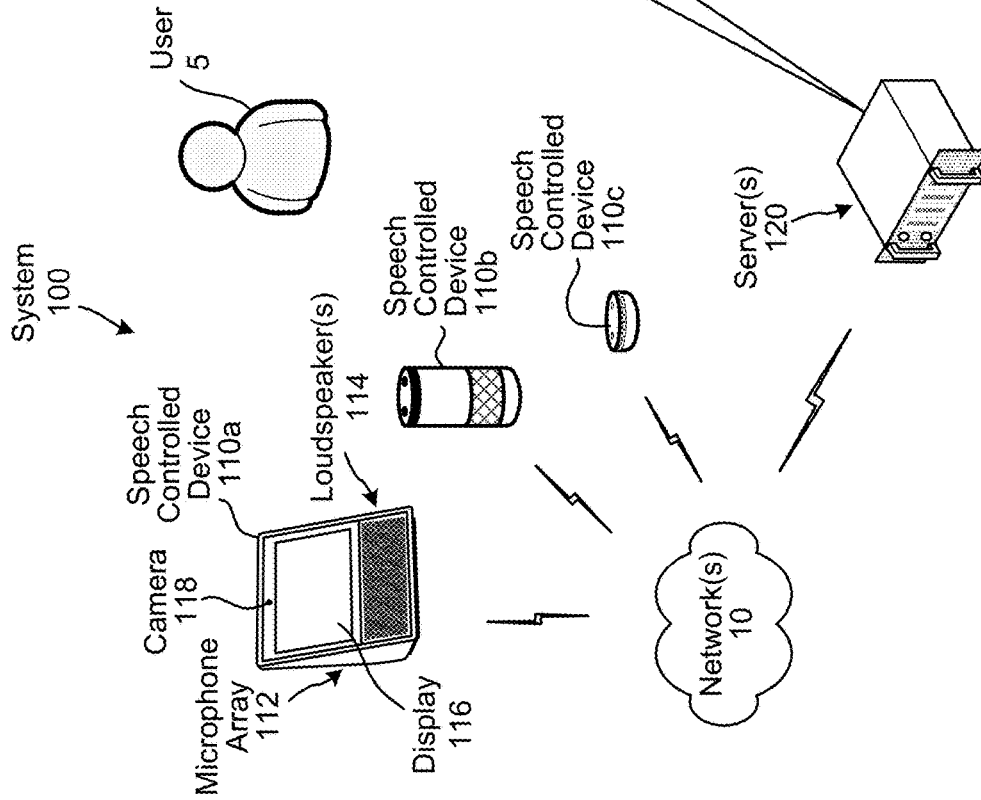 System
100
User
5
Camera
118
Speech
Controlled
Device
110a
Microphone
Array
112
Loudspeaker(s)
114
Display
116
Speech
Controlled
Device
110b
Speech
Controlled
Device
110c
Network(s)
10
Server(s)
120